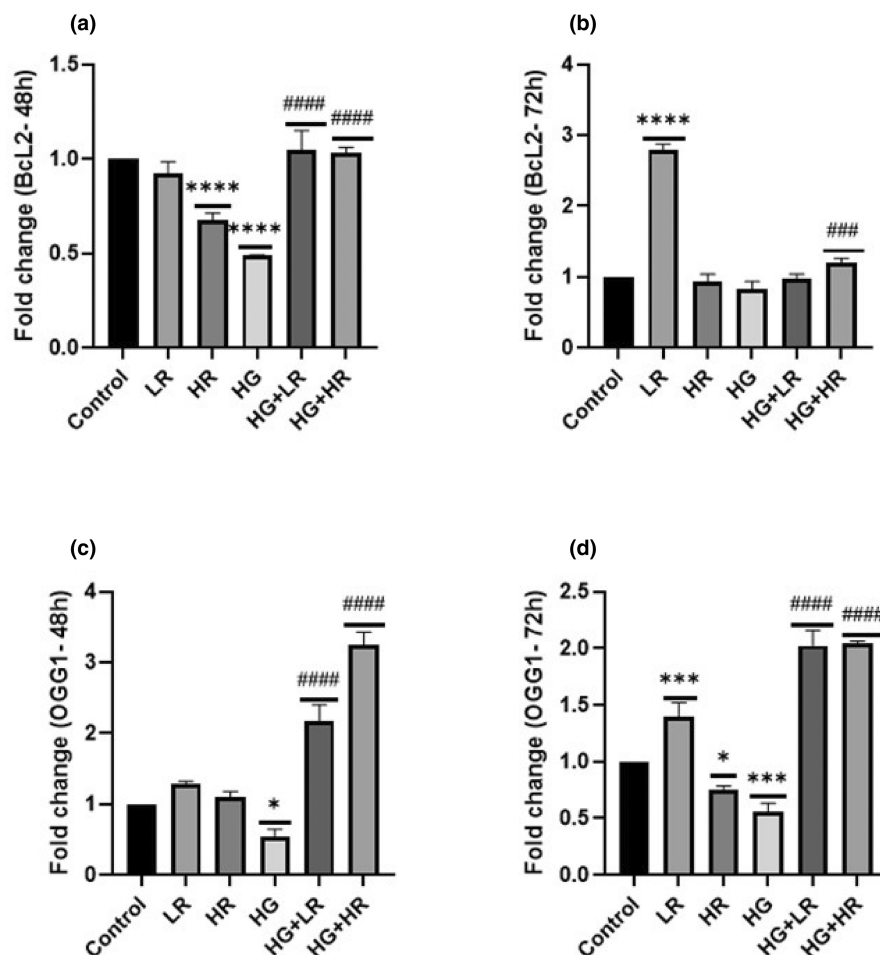 (a)
Fold change (BcL2- 48h)
1.5
1.0
0.5
0.0
****
****
####
####
Control
LR
HR
HG
HG+LR
HG+HR
(b)
Fold change (BcL2- 72h)
4
3
2
1
0
****
###
Control
LR
HR
HG
HG+LR
HG+HR
(c)
Fold change (OGG1- 48h)
4
3
2
1
0
*
####
####
Control
LR
HR
HG
HG+LR
HG+HR
(d)
Fold change (OGG1- 72h)
2.5
2.0
1.5
1.0
0.5
0.0
***
*
***
####
####
Control
LR
HR
HG
HG+LR
HG+HR